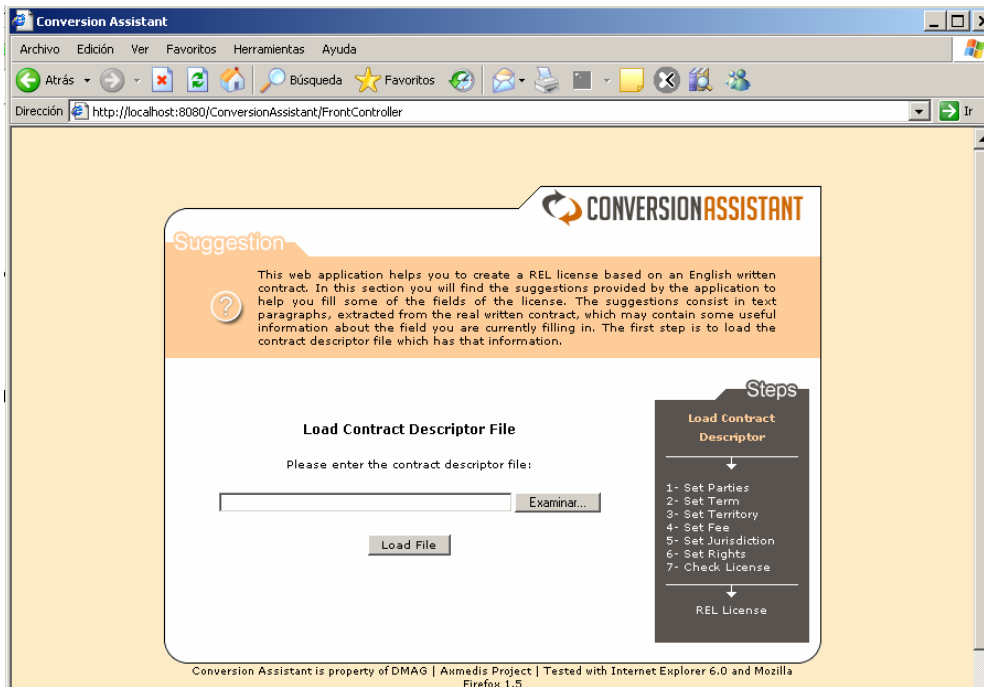 Conversion Assistant
Archivo Edición Ver Favoritos Herramientas Ayuda
Atrás Búsqueda Favoritos
Dirección http://localhost:8080/ConversionAssistant/FrontController Ir
CONVERSIONASSISTANT
Suggestion
This web application helps you to create a REL license based on an English written
contract. In this section you will find the suggestions provided by the application to
help you fill some of the fields of the license. The suggestions consist in text
paragraphs, extracted from the real written contract, which may contain some useful
information about the field you are currently filling in. The first step is to load the
contract descriptor file which has that information.
Load Contract Descriptor File
Please enter the contract descriptor file:
Examinar...
Load File
Steps
Load Contract
Descriptor
1- Set Parties
2- Set Term
3- Set Territory
4- Set Fee
5- Set Jurisdiction
6- Set Rights
7- Check License
REL License
Conversion Assistant is property of DMAG | Axmedis Project | Tested with Internet Explorer 6.0 and Mozilla
Firefox 1.5